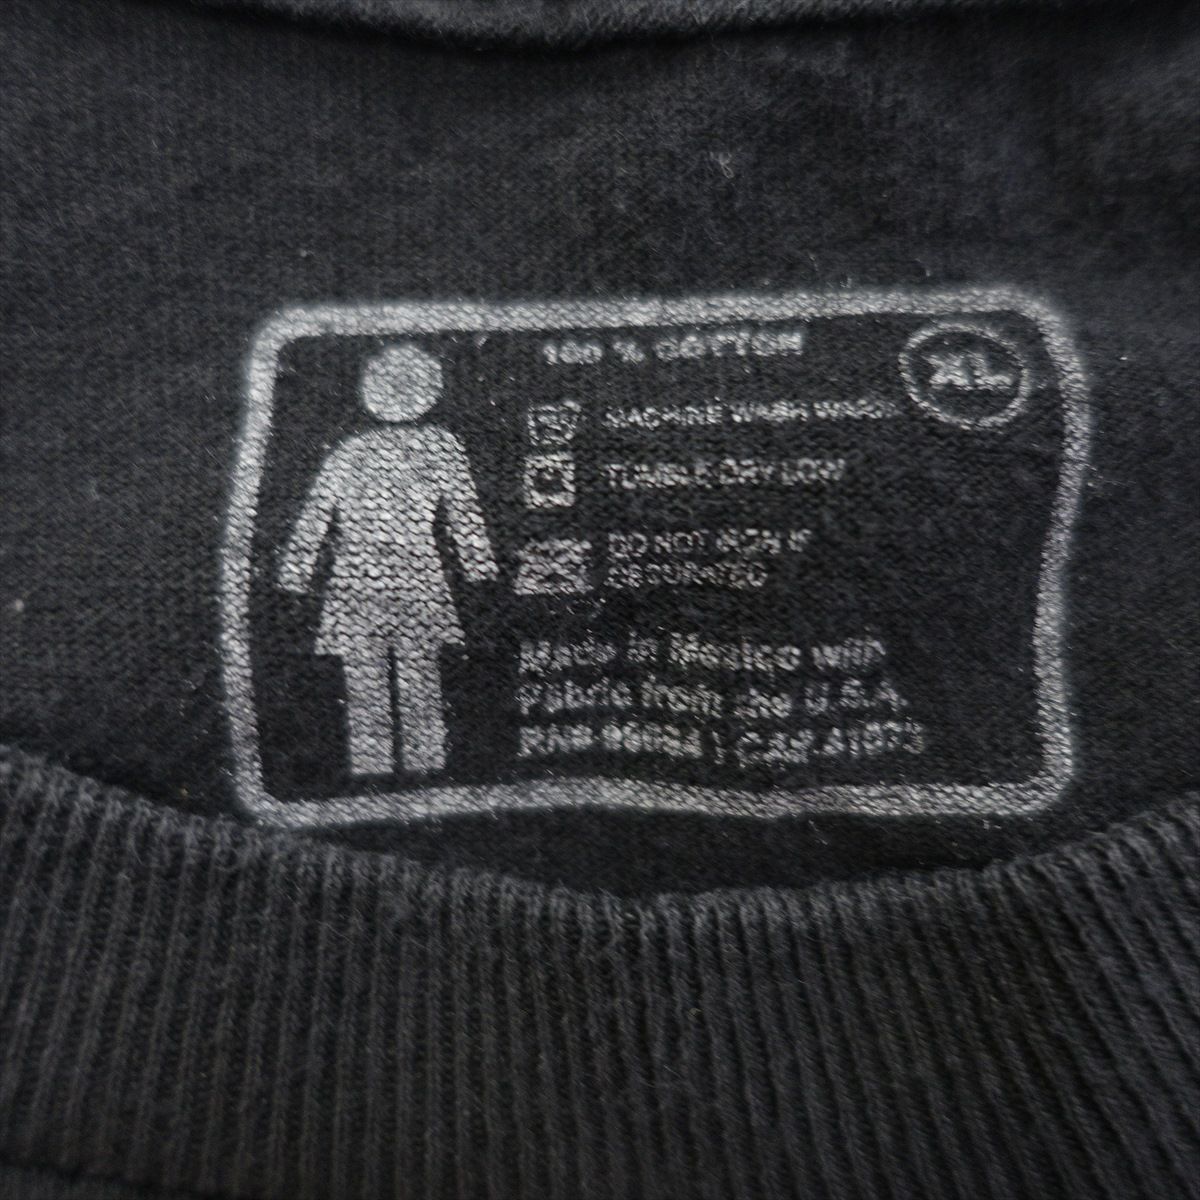 100 % COTTON
XL
MACHINE WASH WARM
TUMBLE DRY LOW
DO NOT IRON IF
DECORATED
Made in Mexico with
Fabric from the U.S.A.
RN#